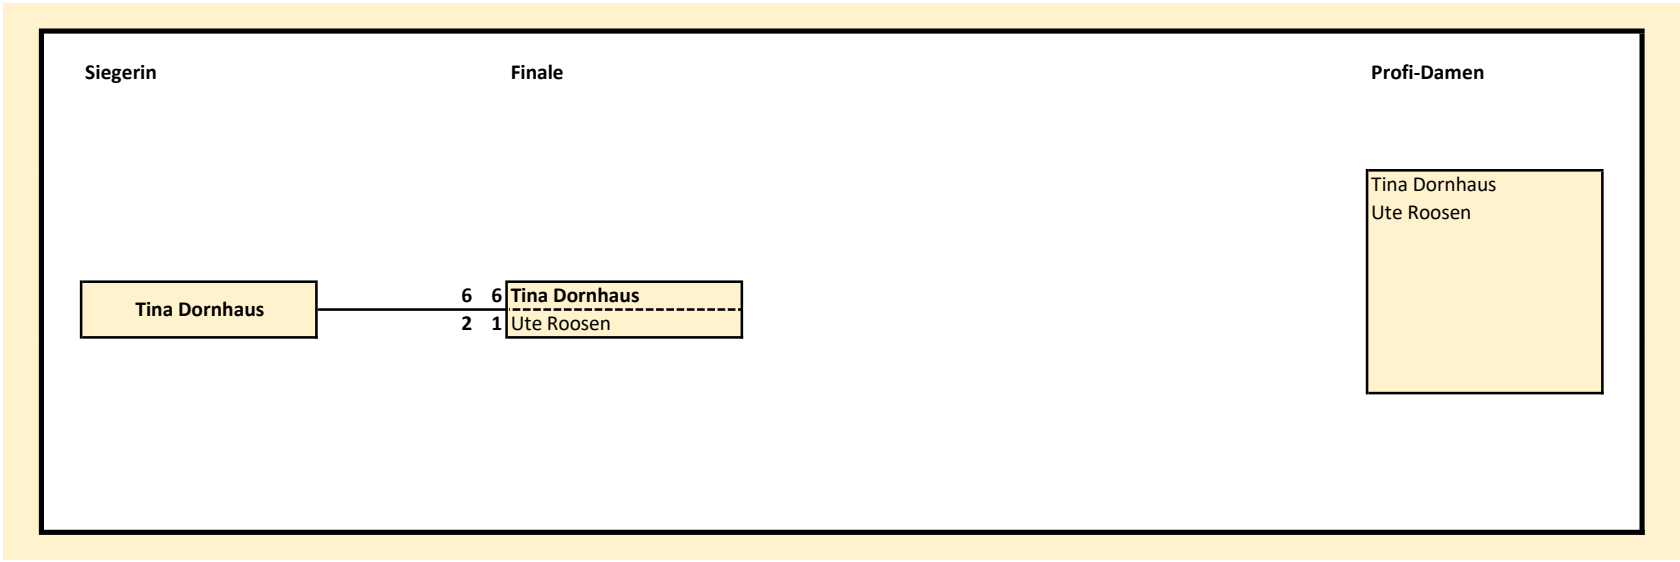 Siegerin Finale Profi-Damen
Tina Dornhaus
Ute Roosen
6 6 Tina Dornhaus
Tina Dornhaus
2 1 Ute Roosen